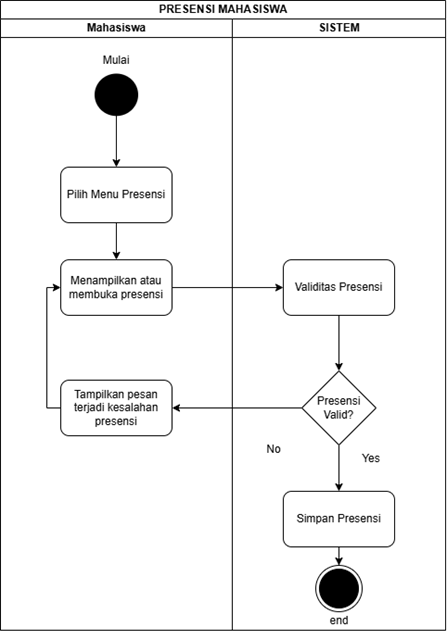 PRESENSI MAHASISWA
Mahasiswa
SISTEM
Mulai
Pilih Menu Presensi
Menampilkan atau
membuka presensi
Validitas Presensi
Tampilkan pesan
terjadi kesalahan
presensi
Presensi
Valid?
No
Yes
Simpan Presensi
end